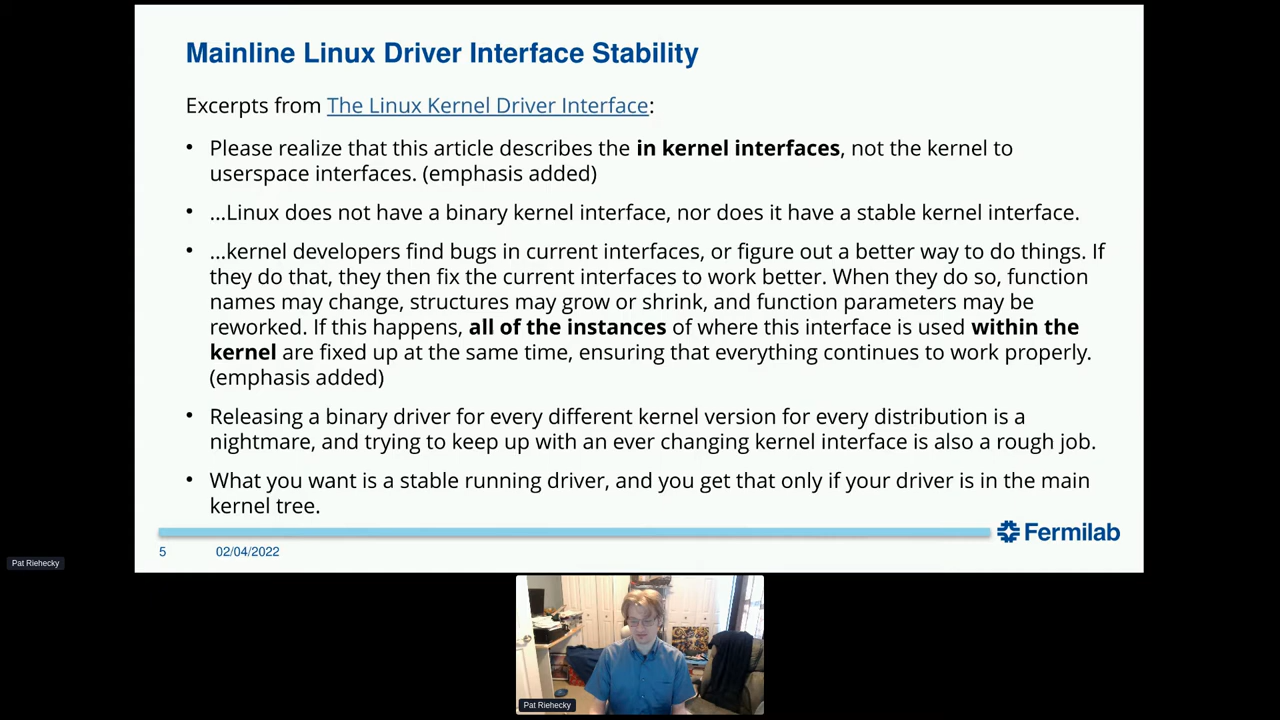 Mainline Linux Driver Interface Stability
Excerpts from The Linux Kernel Driver Interface:
• Please realize that this article describes the in kernel interfaces, not the kernel to
userspace interfaces. (emphasis added)
• ...Linux does not have a binary kernel interface, nor does it have a stable kernel interface.
• ...kernel developers find bugs in current interfaces, or figure out a better way to do things. If
they do that, they then fix the current interfaces to work better. When they do so, function
names may change, structures may grow or shrink, and function parameters may be
reworked. If this happens, all of the instances of where this interface is used within the
kernel are fixed up at the same time, ensuring that everything continues to work properly.
(emphasis added)
• Releasing a binary driver for every different kernel version for every distribution is a
nightmare, and trying to keep up with an ever changing kernel interface is also a rough job.
• What you want is a stable running driver, and you get that only if your driver is in the main
kernel tree.
Fermilab
5 02/04/2022
Pat Riehecky
Pat Riehecky